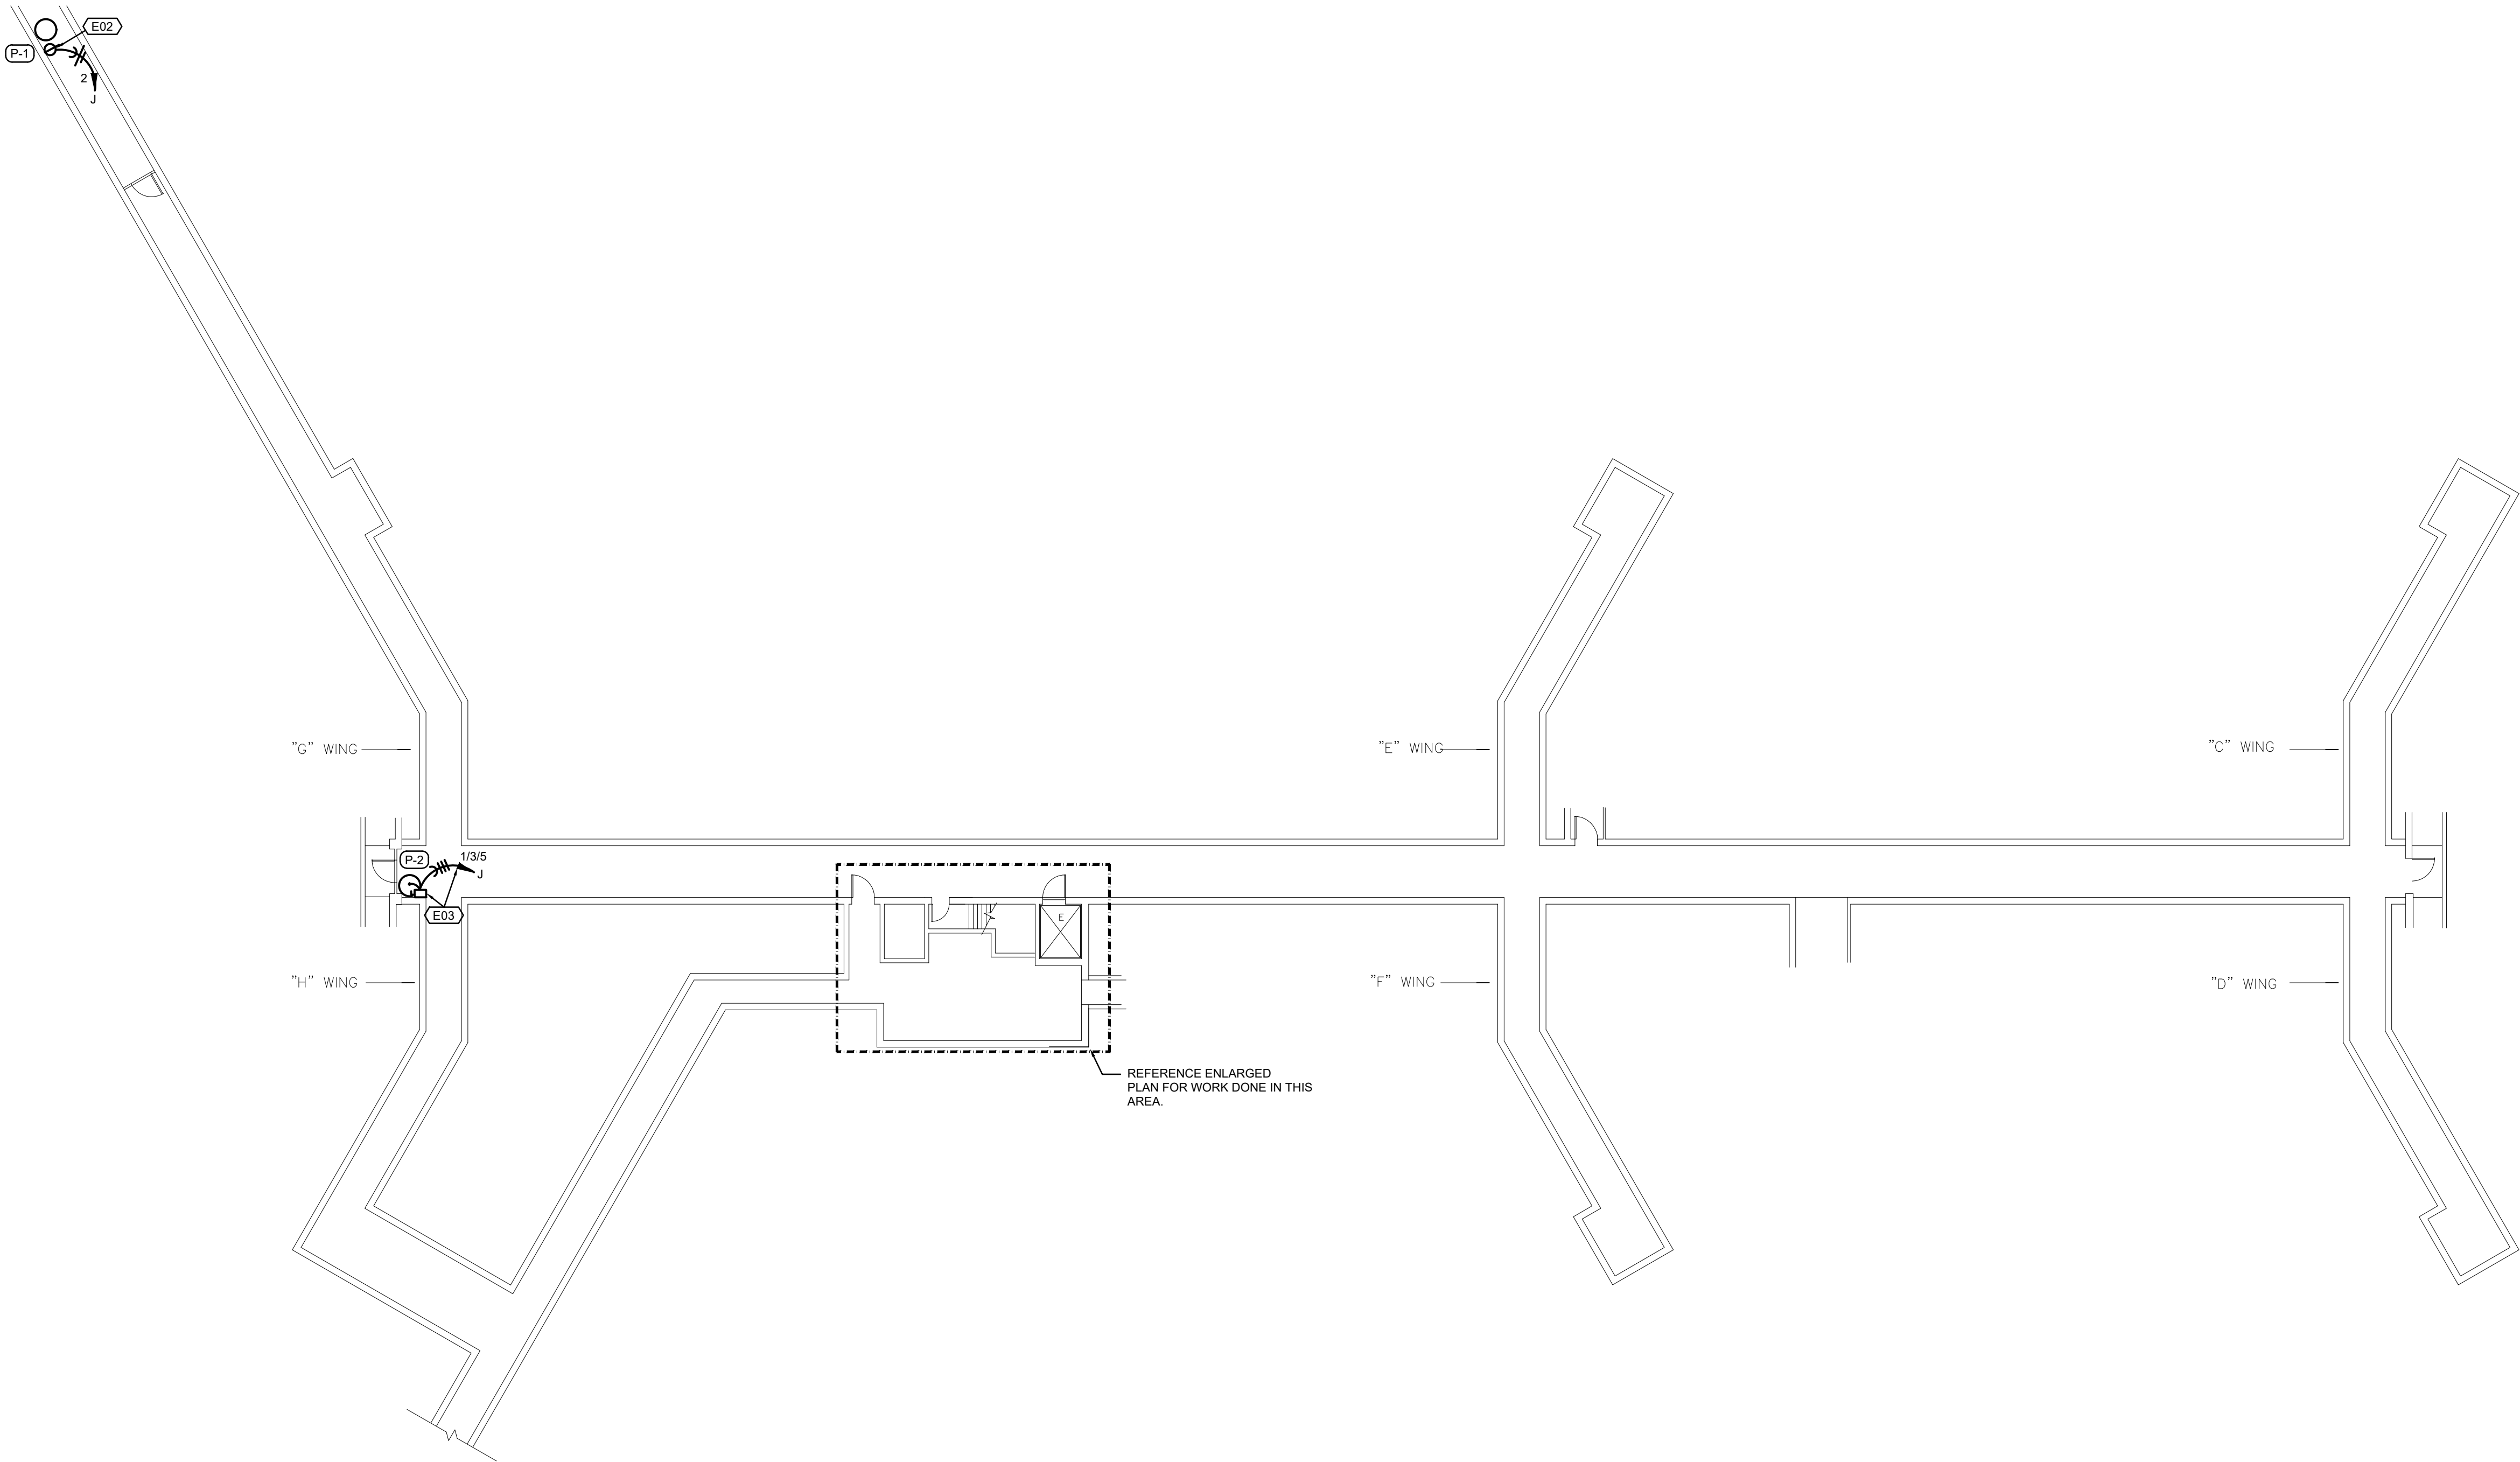 E02
P-1
2
J
"G" WING
"E" WING
"C" WING
P-2
1/3/5
J
E03
E
"H" WING
"F" WING
"D" WING
REFERENCE ENLARGED
PLAN FOR WORK DONE IN THIS
AREA.